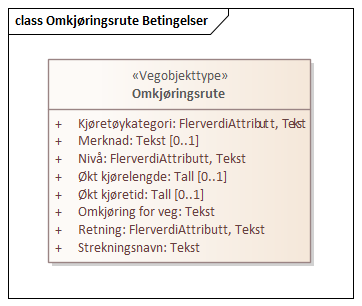 class Omkjøringsrute Betingelser
«Vegobjekttype»
Omkjøringsrute
+ Kjøretøykategori: FlerverdiAttributt, Tekst
+ Merknad: Tekst [0..1]
+ Nivå: FlerverdiAttributt, Tekst
+ Økt kjørelengde: Tall [0..1]
+ Økt kjøretid: Tall [0..1]
+ Omkjøring for veg: Tekst
+ Retning: FlerverdiAttributt, Tekst
+ Strekningsnavn: Tekst